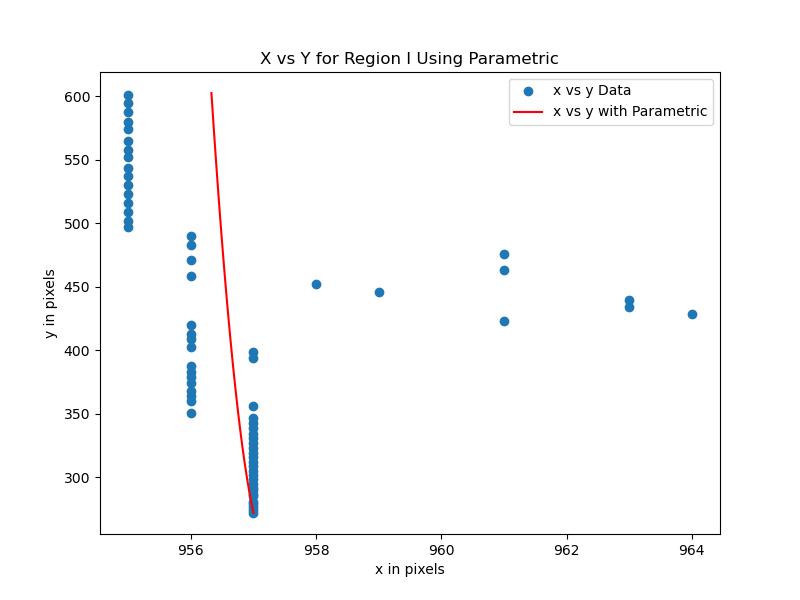 X vs Y for Region I Using Parametric
x vs y Data
x vs y with Parametric
600
550
500
450
400
350
300
y in pixels
956
958
960
962
964
x in pixels